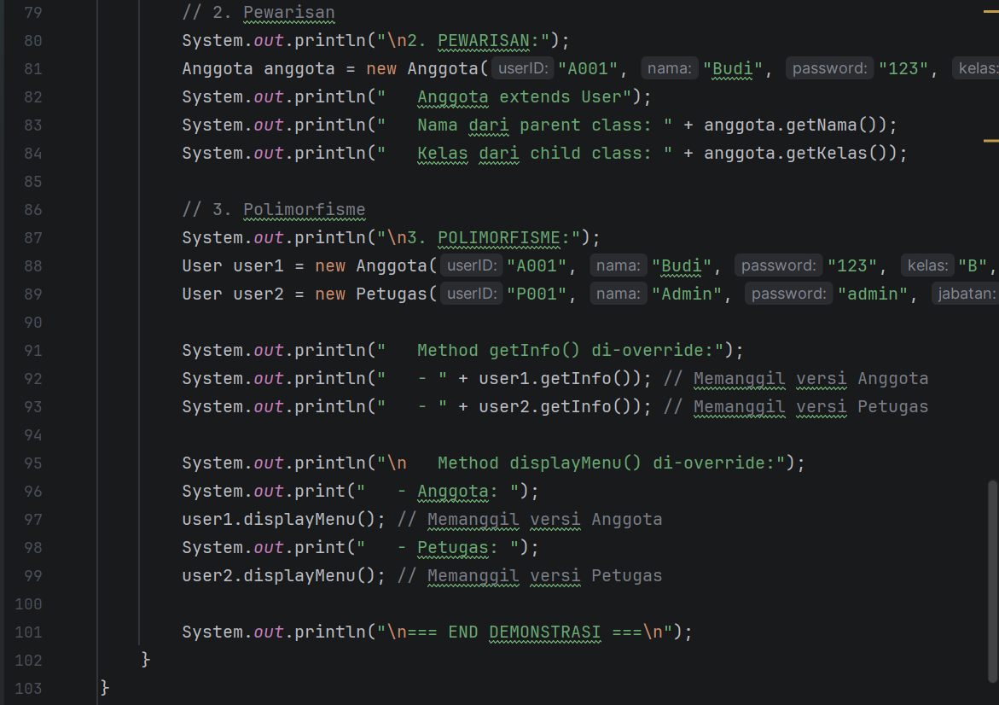 79 // 2. Pewarisan
80 System.out.println("\n2. PEWARISAN:");
81 Anggota anggota = new Anggota( userID: "A001", nama: "Budi", password: "123", kelas:
82 System.out.println("   Anggota extends User");
83 System.out.println("   Nama dari parent class: " + anggota.getNama());
84 System.out.println("   Kelas dari child class: " + anggota.getKelas());
85
86 // 3. Polimorfisme
87 System.out.println("\n3. POLIMORFISME:");
88 User user1 = new Anggota( userID: "A001", nama: "Budi", password: "123", kelas: "B",
89 User user2 = new Petugas( userID: "P001", nama: "Admin", password: "admin", jabatan:
90
91 System.out.println("   Method getInfo() di-override:");
92 System.out.println("   - " + user1.getInfo()); // Memanggil versi Anggota
93 System.out.println("   - " + user2.getInfo()); // Memanggil versi Petugas
94
95 System.out.println("\n   Method displayMenu() di-override:");
96 System.out.print("   - Anggota: ");
97 user1.displayMenu(); // Memanggil versi Anggota
98 System.out.print("   - Petugas: ");
99 user2.displayMenu(); // Memanggil versi Petugas
100
101 System.out.println("\n=== END DEMONSTRASI ===\n");
102 }
103 }